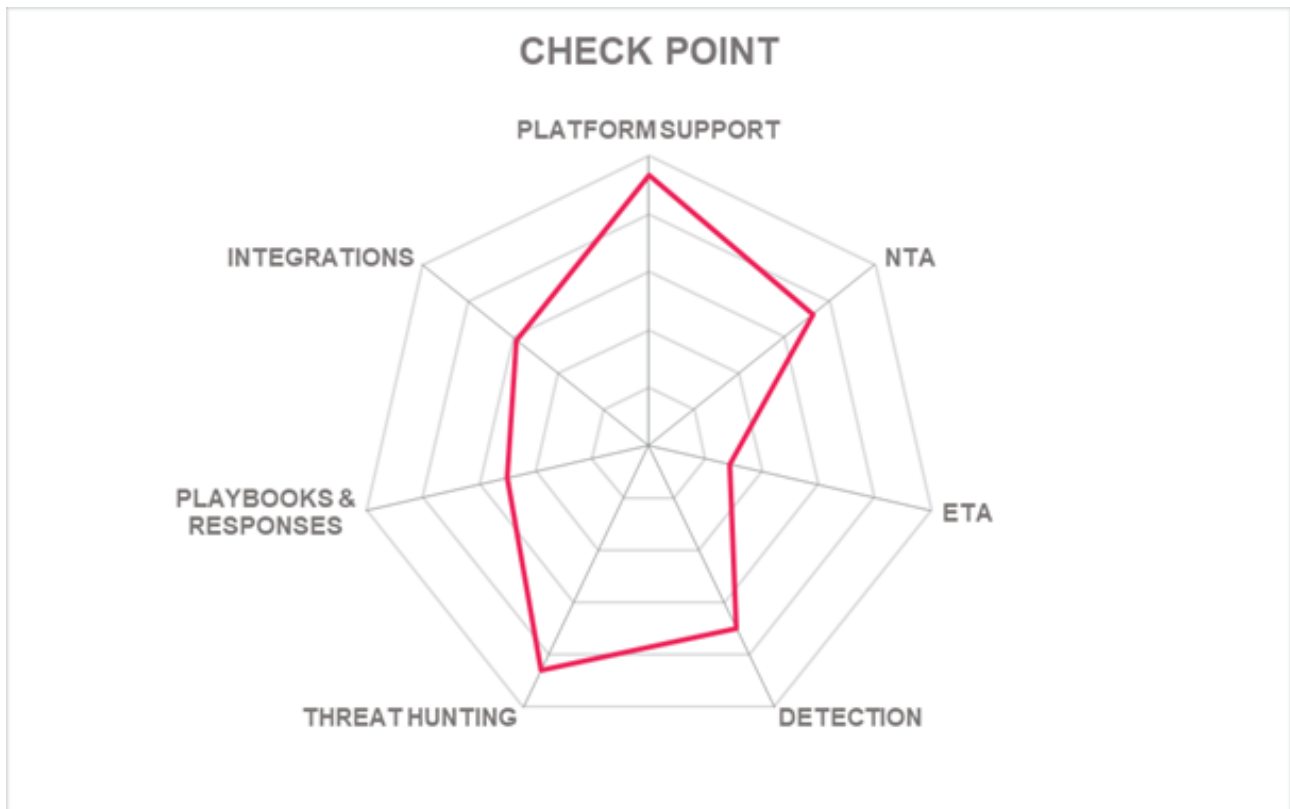 CHECK POINT
PLATFORM SUPPORT
INTEGRATIONS
NTA
PLAYBOOKS &
RESPONSES
ETA
THREAT HUNTING
DETECTION